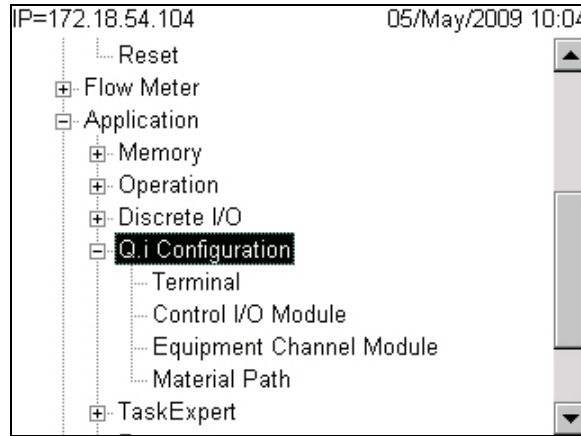 IP=172.18.54.104 05/May/2009 10:04
Reset
Flow Meter
Application
Memory
Operation
Discrete I/O
Q.i Configuration
Terminal
Control I/O Module
Equipment Channel Module
Material Path
TaskExpert